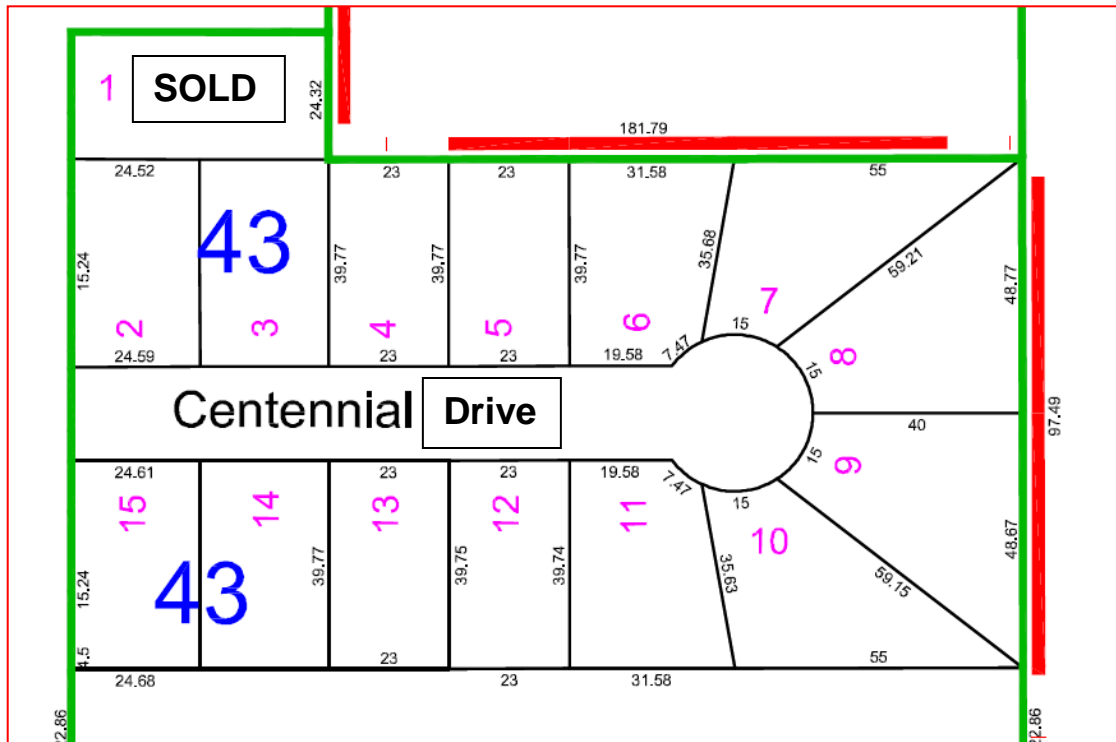 1 SOLD
24.32
181.79
24.52 23 23 31.58 55
43
15.24 39.77 39.77 39.77 35.68 59.21 48.77
2 3 4 5 6 7 8
24.59 23 23 19.58 7.47 15 15
Centennial Drive
40
97.49
24.61 23 23 19.58 7.47 15 15
15 14 13 12 11 10 9
43
15.24 39.77 39.75 39.74 35.63 59.15 48.67
4.5
23 55
24.68 23 31.58
22.86 22.86